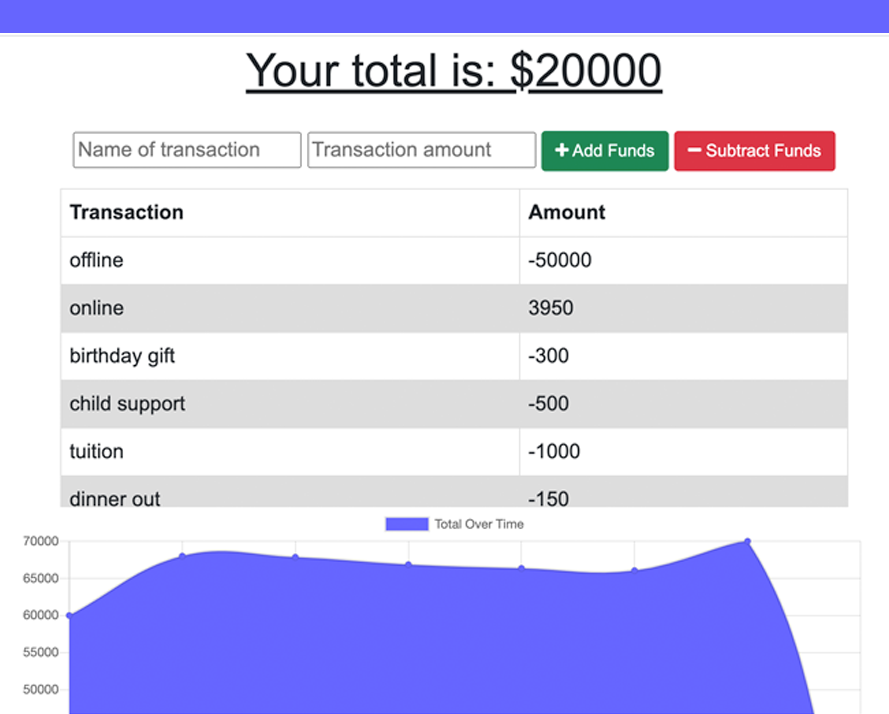 Your total is: $20000
Name of transaction Transaction amount Add Funds Subtract Funds
Transaction Amount
offline -50000
online 3950
birthday gift -300
child support -500
tuition -1000
dinner out -150
Total Over Time
70000
65000
60000
55000
50000